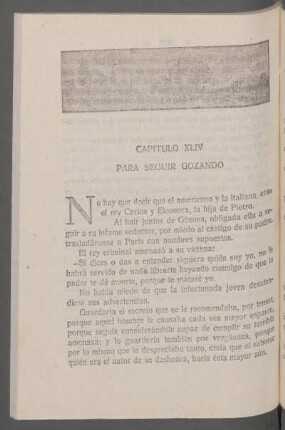 CAPITULO XLIV
PARA SEGUIR GOZANDO
No hay que decir que el americano y la italiana eran
el rey Carlos y Eleonora, la hija de Pietro.
Al huir juntos de Génova, obligada ella a se-
guir a su infame seductor, por miedo al castigo de su padre,
trasladáronse a París con nombres supuestos.
El rey criminal amenazó a su víctima:
—Si dices o das a entender siquiera quién soy yo, no te
habrá servido de nada librarte huyendo conmigo de que tu
padre te dé muerte, porque te mataré yo.
No había miedo de que la infortunada joven desaten-
diese sus advertencias.
Guardaría el secreto que se la recomendaba, por temor,
porque aquel hombre le causaba cada vez mayor espanto,
porque seguía considerándole capaz de cumplir su terrible
amenaza; y lo guardaría también por vergüenza, porque
por lo mismo que le despreciaba tanto, creía que el saberse
quién era el autor de su deshonra, haría ésta mayor aún.